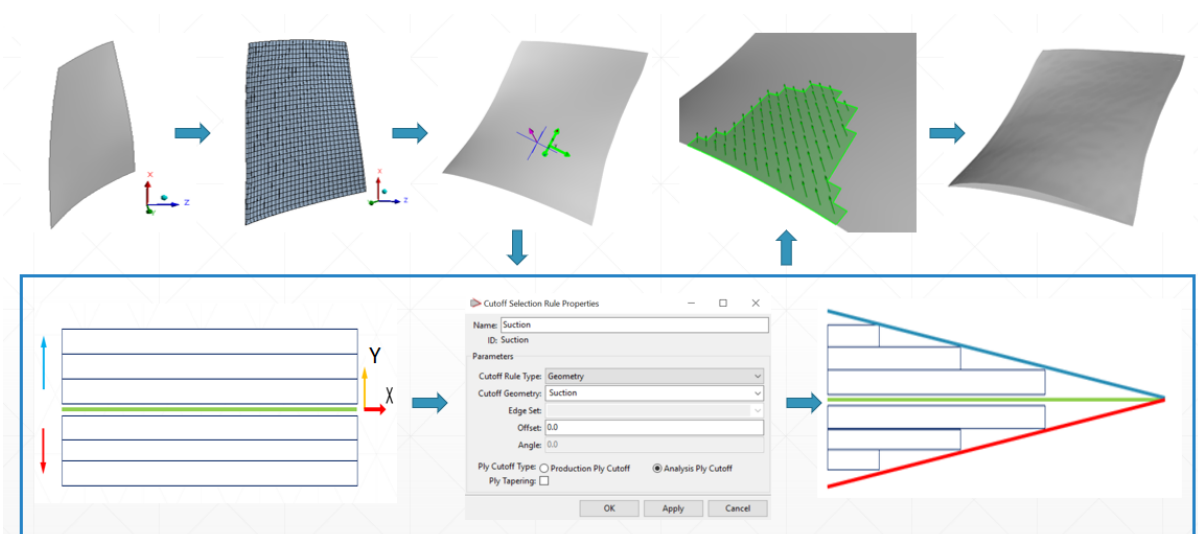 X
Z
X
Z
Cutoff Selection Rule Properties
Name: Suction
ID: Suction
Parameters
Cutoff Rule Type: Geometry
Cutoff Geometry: Suction
Edge Set:
Offset: 0.0
Angle: 0.0
Ply Cutoff Type: Production Ply Cutoff Analysis Ply Cutoff
Ply Tapering:
OK Apply Cancel
Y
X